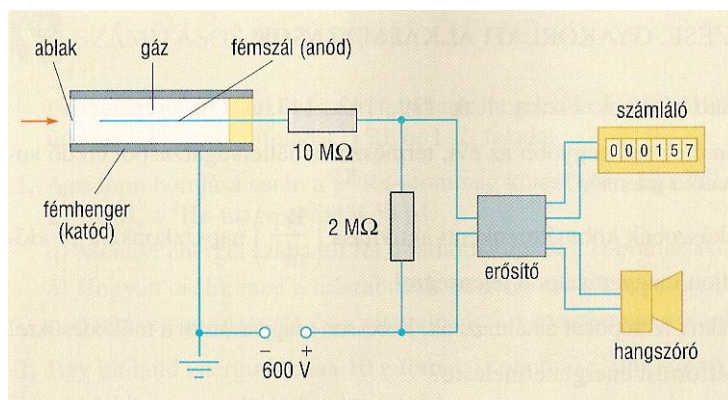 ablak
gáz
fémszál (anód)
számláló
000157
10 MΩ
fémhenger
(katód)
2 MΩ
erősítő
hangszóró
− +
600 V